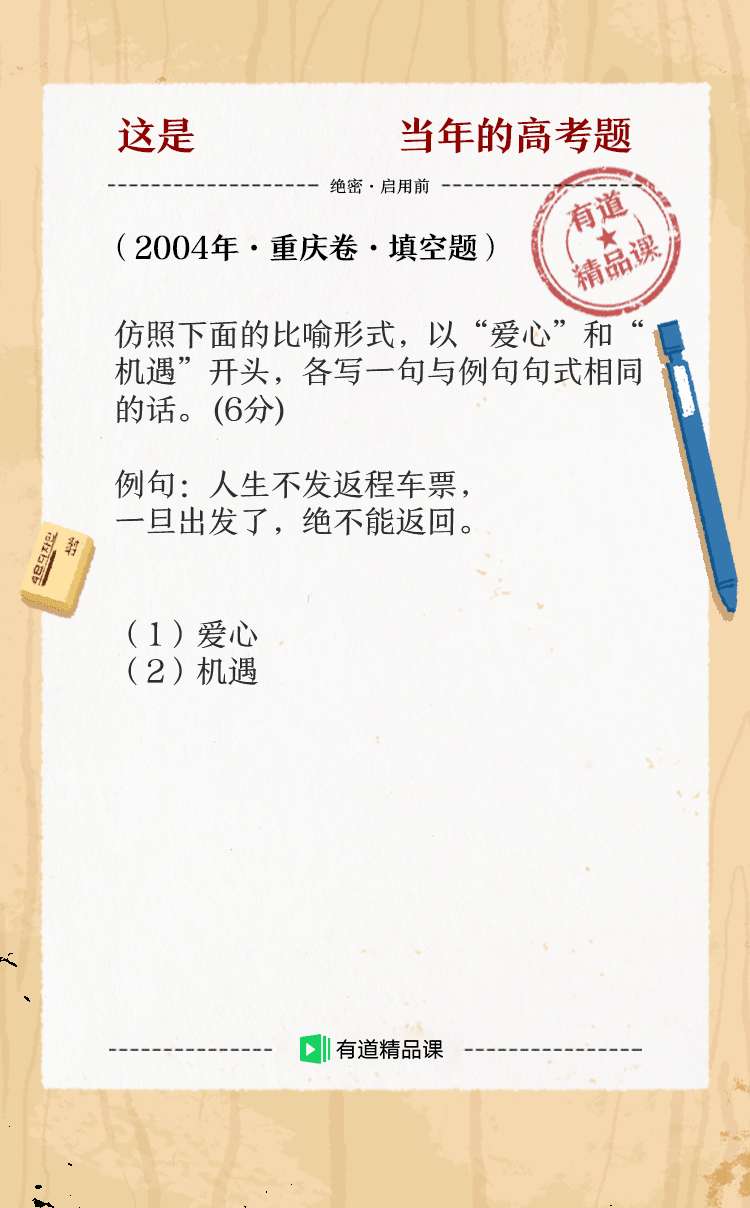 这是 当年的高考题
绝密·启用前
有道
精品课
（2004年·重庆卷·填空题）
仿照下面的比喻形式，以“爱心”和“
机遇”开头，各写一句与例句句式相同
的话。(6分)
例句：人生不发返程车票，
一旦出发了，绝不能返回。
（1）爱心
（2）机遇
有道精品课